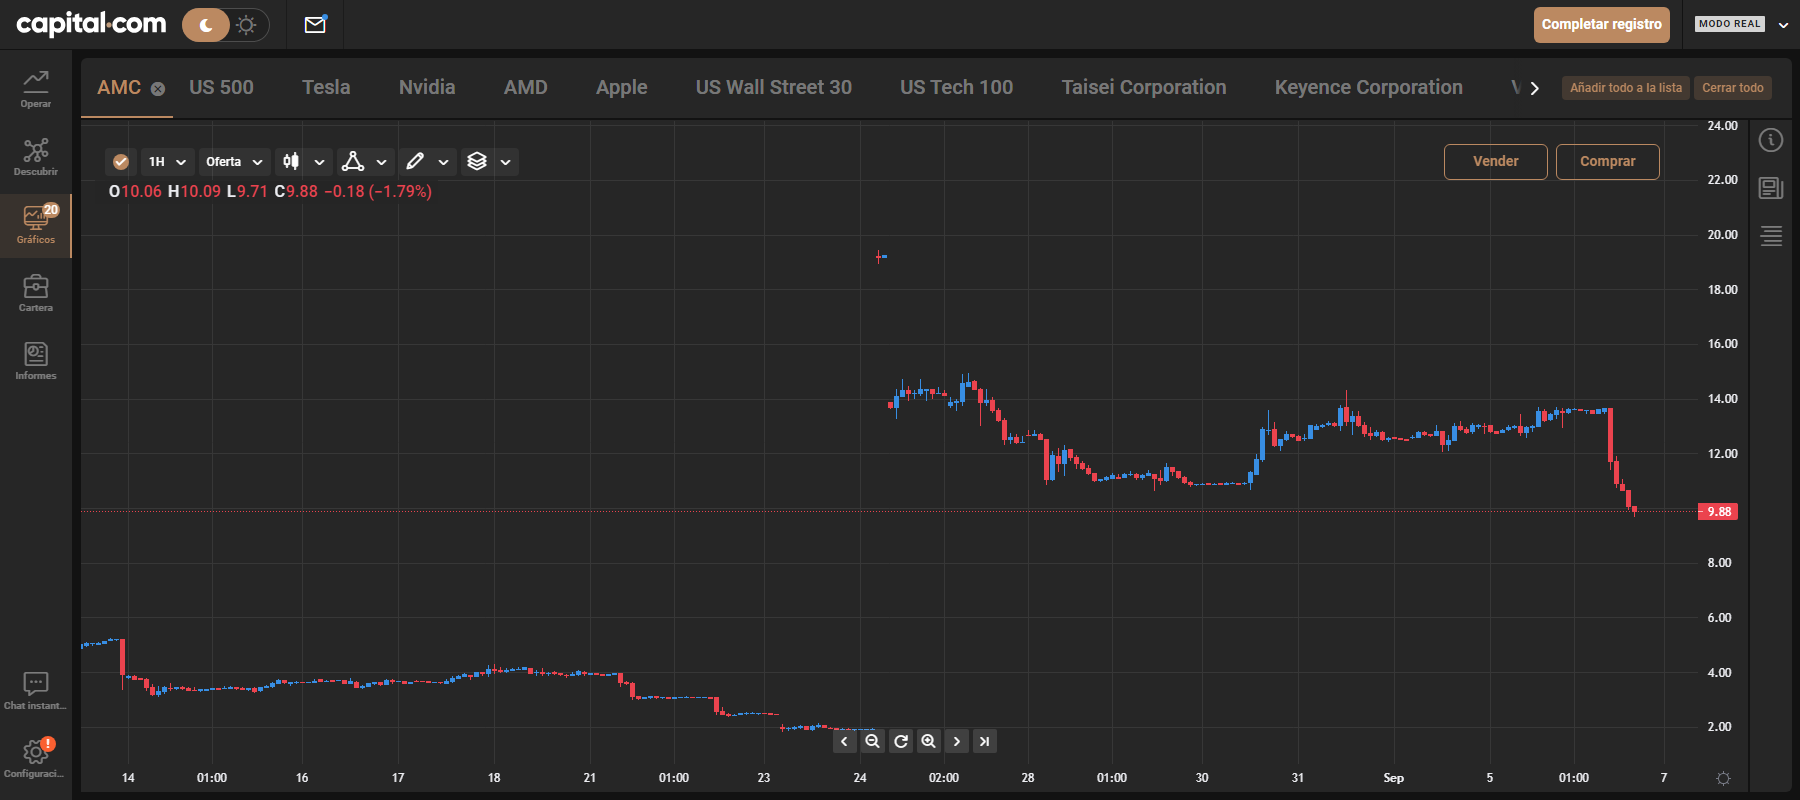 capital.com
Completar registro
MODO REAL
Operar
Descubrir
20
Gráficos
Cartera
Informes
Chat instant...
!
Configuraci...
AMC
US 500
Tesla
Nvidia
AMD
Apple
US Wall Street 30
US Tech 100
Taisei Corporation
Keyence Corporation
Añadir todo a la lista
Cerrar todo
1H
Oferta
O10.06 H10.09 L9.71 C9.88 −0.18 (−1.79%)
Vender
Comprar
24.00
22.00
20.00
18.00
16.00
14.00
12.00
9.88
8.00
6.00
4.00
2.00
14 01:00 16 17 18 21 01:00 23 24 02:00 28 01:00 30 31 Sep 5 01:00 7